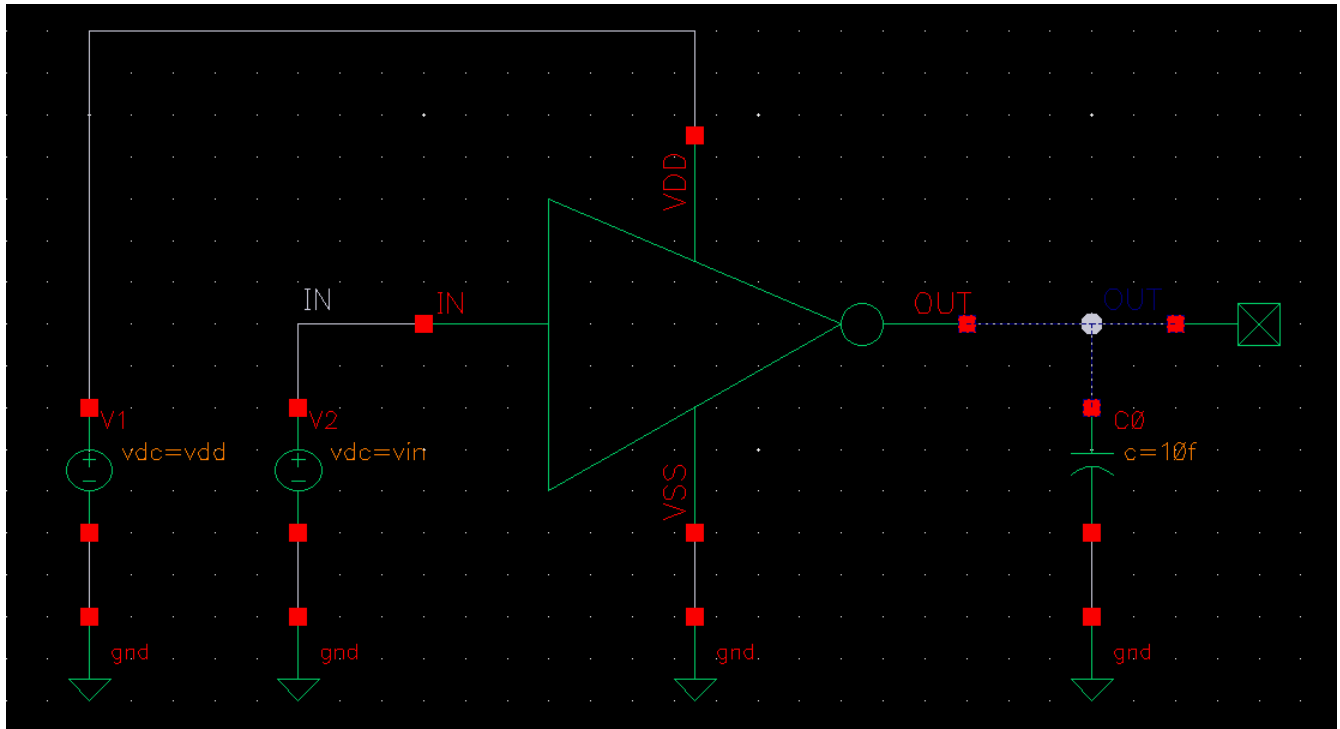 VDD
IN
IN
OUT
OUT
V1
vdc=vdd
V2
vdc=vin
VSS
C0
c=10f
gnd
gnd
gnd
gnd